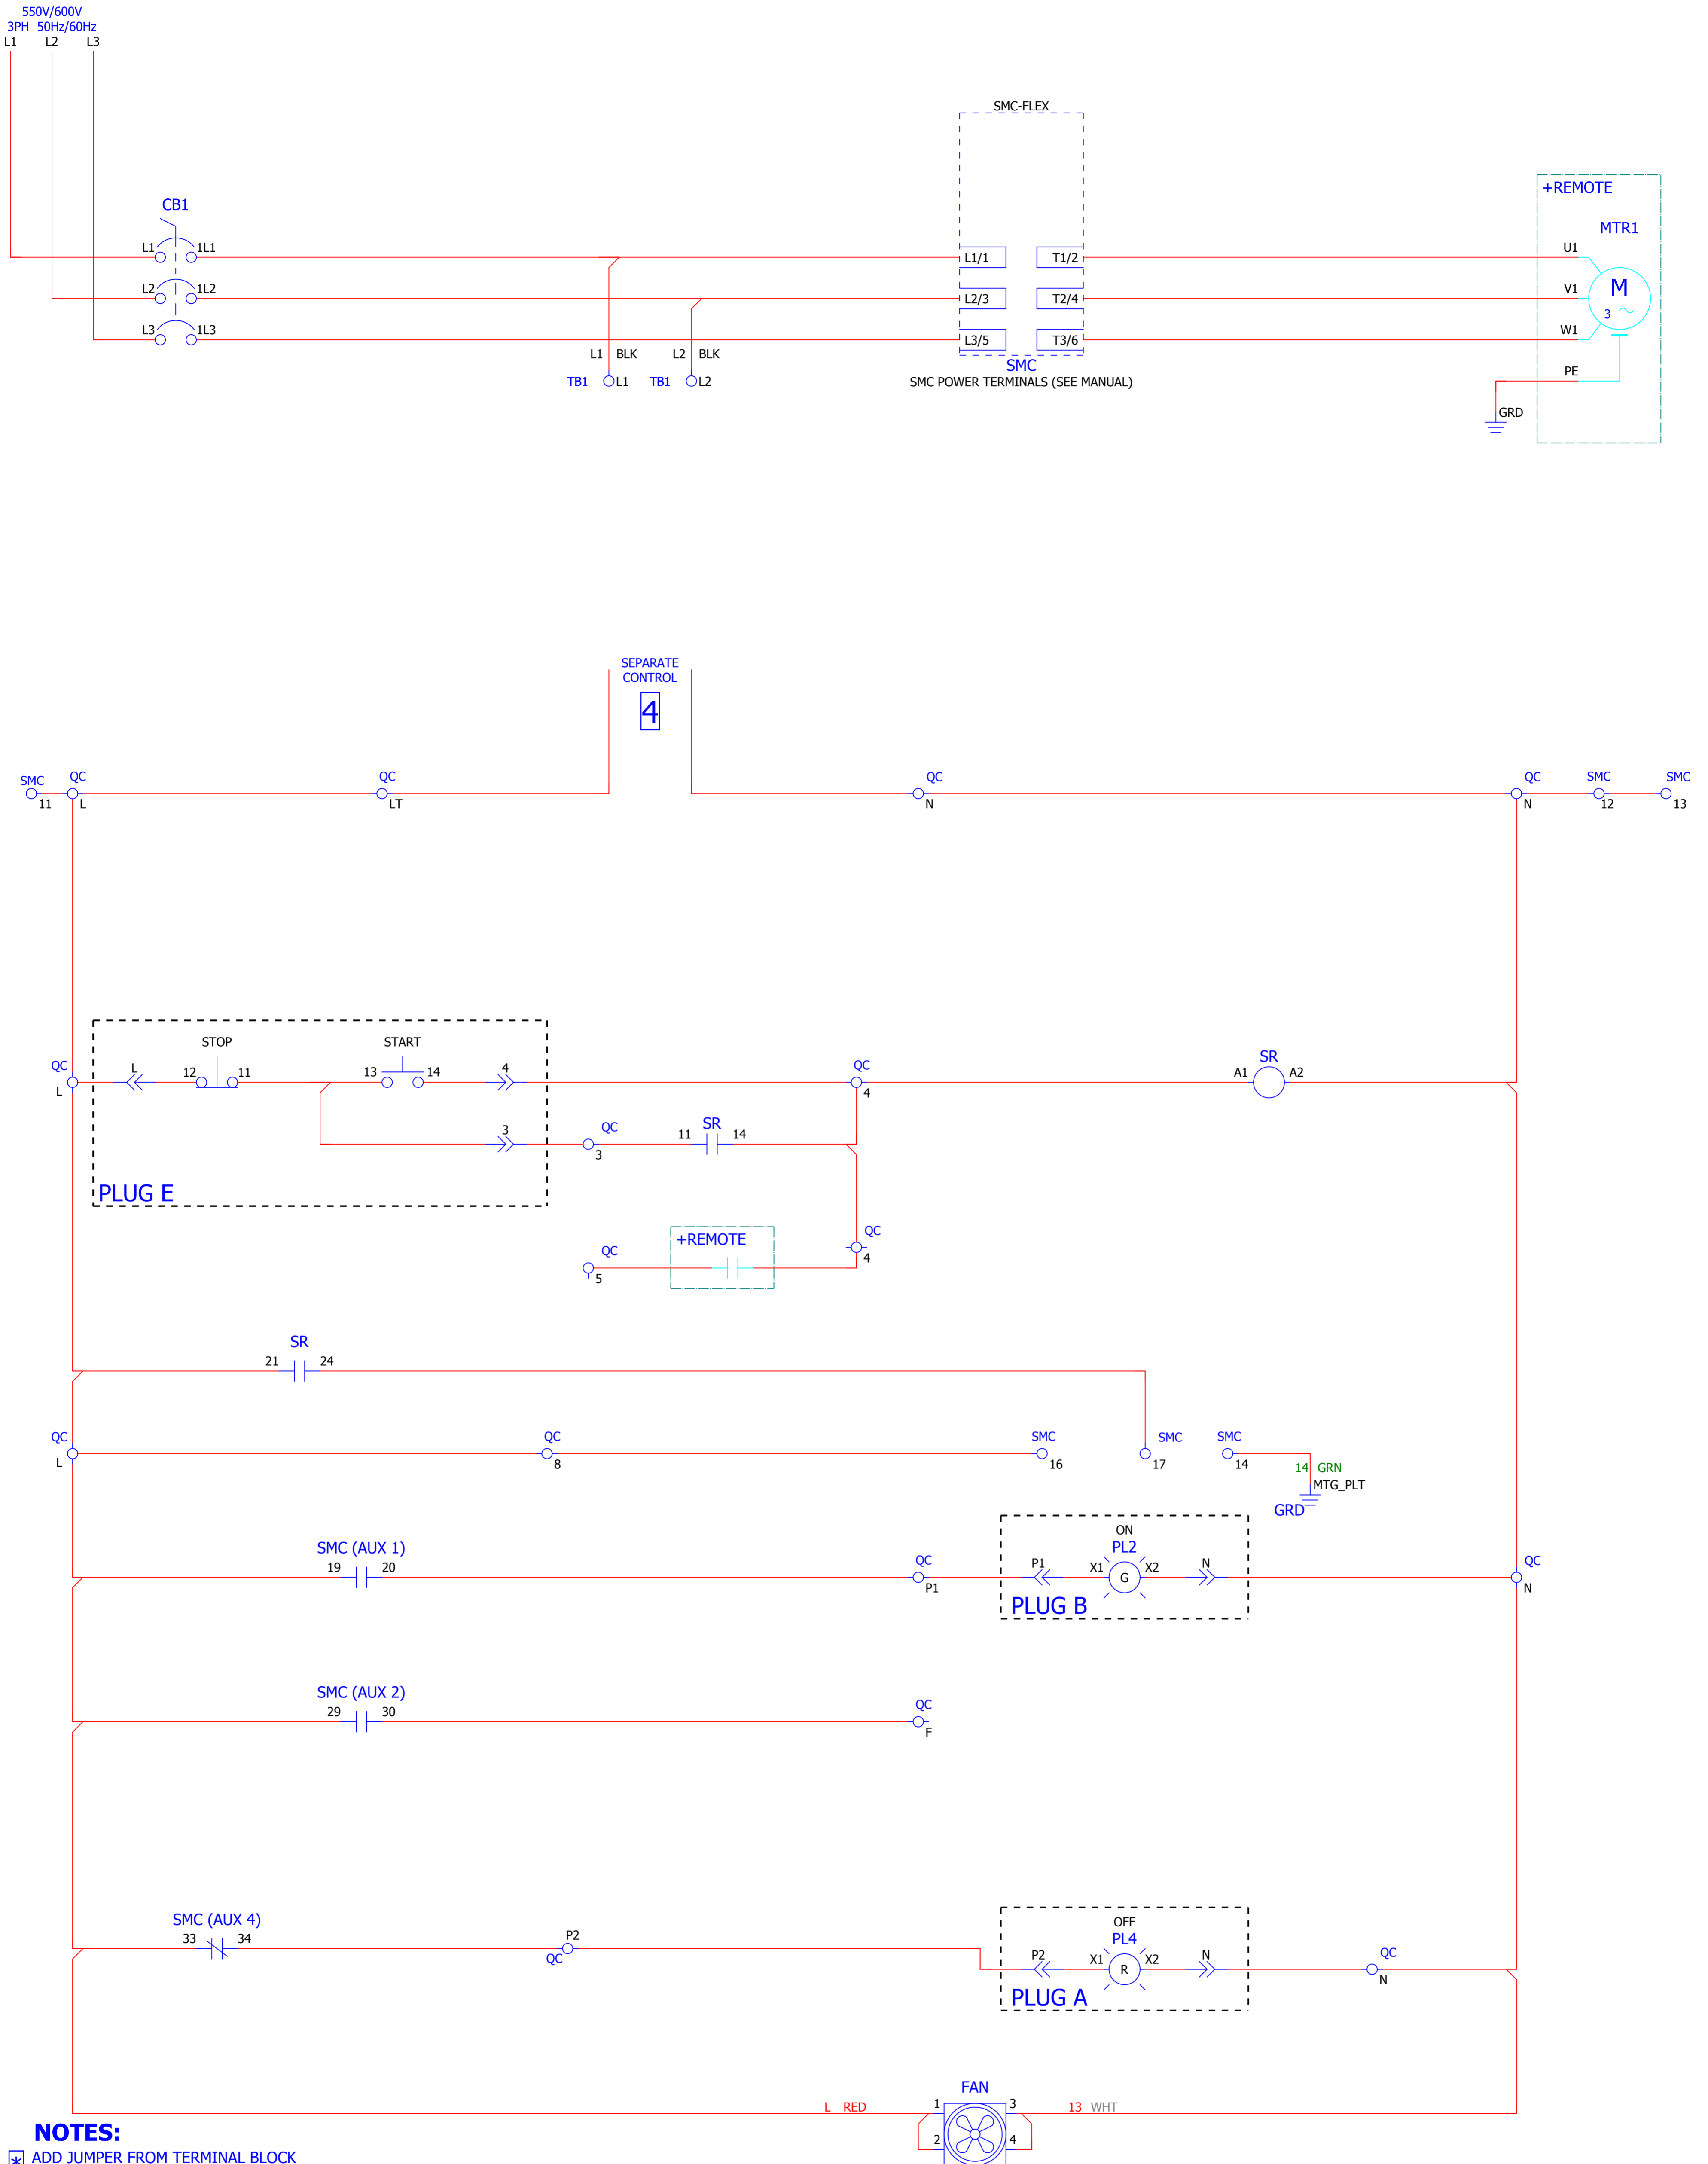 550V/600V
3PH 50Hz/60Hz
L1 L2 L3
SMC-FLEX
+REMOTE
CB1
MTR1
L1 1L1 L1/1 T1/2 U1
L2 1L2 L2/3 T2/4 V1
M
3
L3 1L3 L3/5 T3/6 W1
L1 BLK L2 BLK
SMC
PE
TB1 L1 TB1 L2
SMC POWER TERMINALS (SEE MANUAL)
GRD
SEPARATE
CONTROL
4
SMC QC QC QC QC SMC SMC
11 L LT N N 12 13
STOP START
QC L 12 11 13 14 4 QC SR A1 A2
L 4
3 QC 11 SR 14
3
PLUG E
QC +REMOTE QC
5 4
SR
21 24
QC QC SMC SMC SMC
L 8 16 17 14
14 GRN
MTG_PLT
GRD
ON
SMC (AUX 1) PL2
19 20 QC P1 X1 G X2 N QC
P1 N
PLUG B
SMC (AUX 2)
29 30 QC
F
SMC (AUX 4) OFF
33 34 P2 PL4
QC P2 X1 R X2 N QC
N
PLUG A
FAN
L RED 1 3 13 WHT
2 4
NOTES:
* ADD JUMPER FROM TERMINAL BLOCK